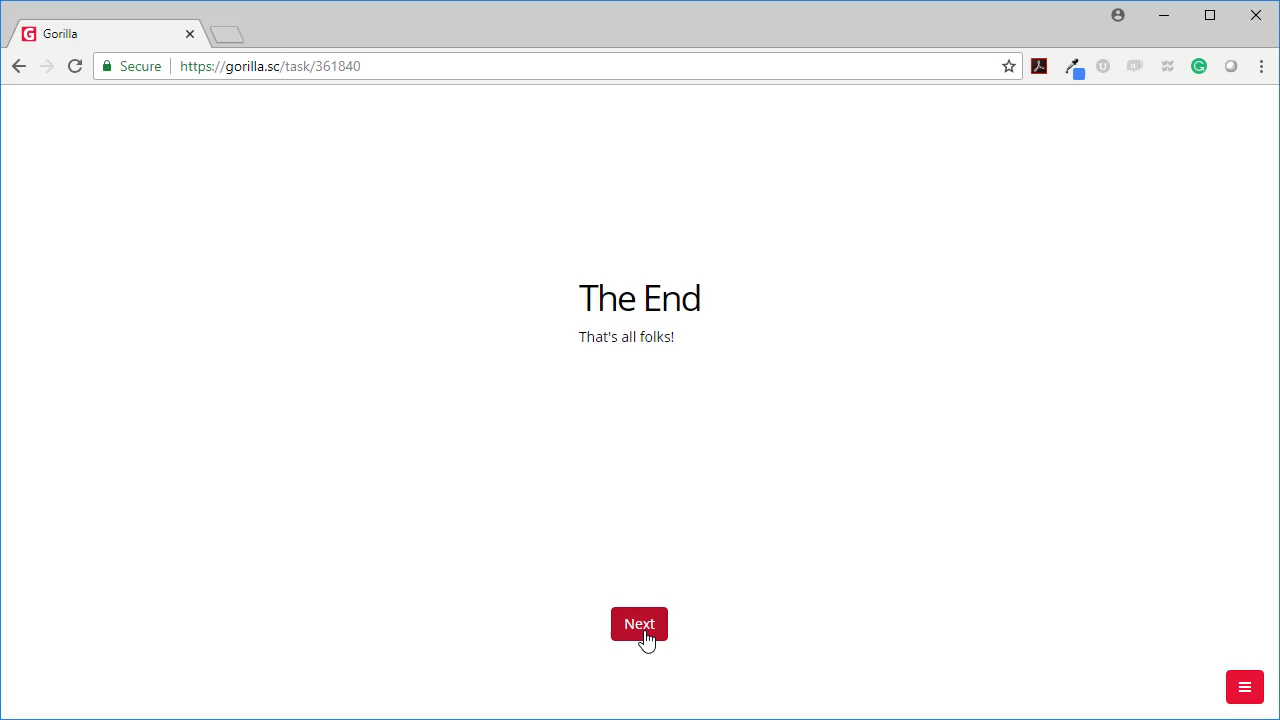 Gorilla
Secure https://gorilla.sc/task/361840
The End
That's all folks!
Next